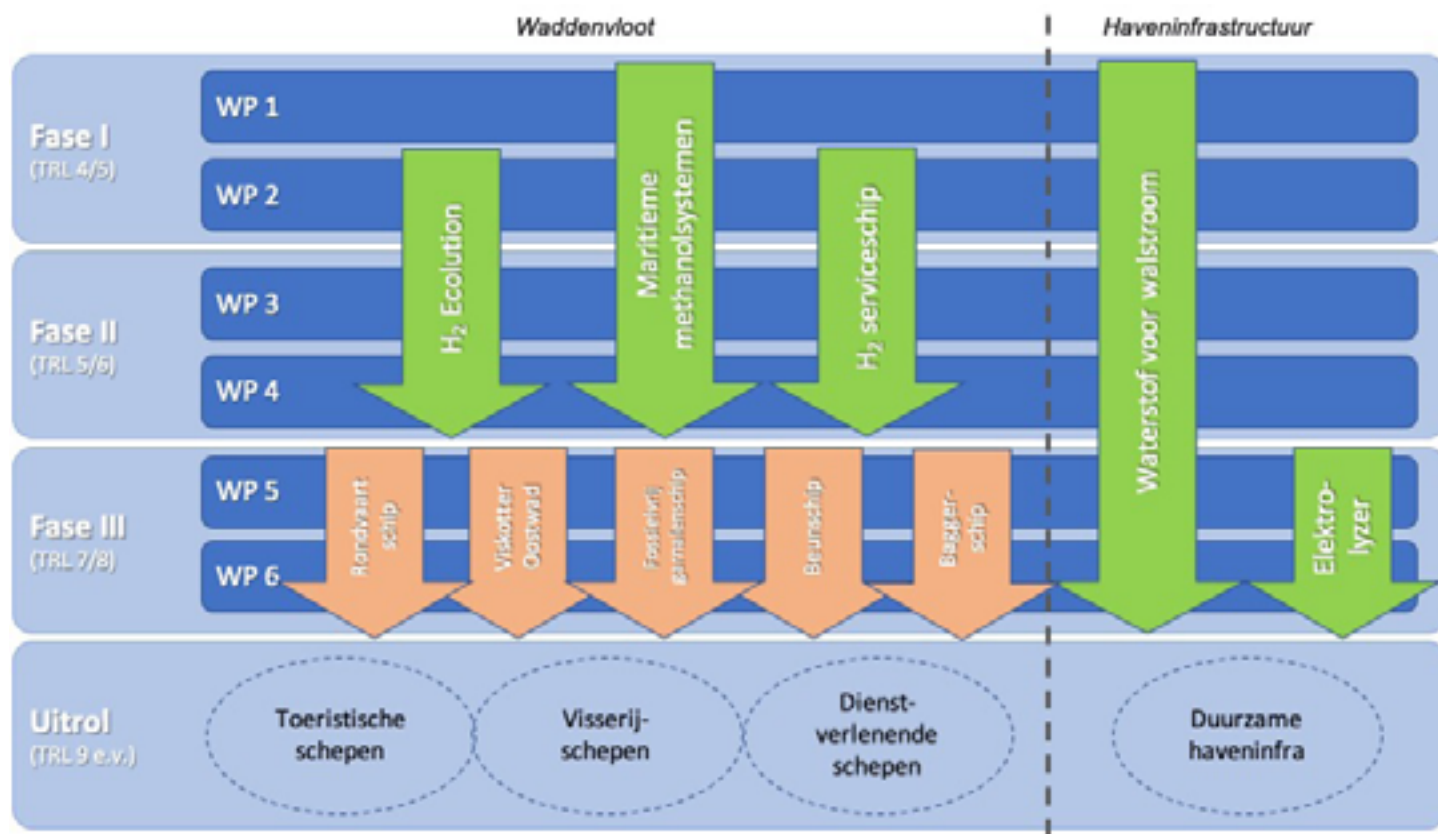 Waddenvloot
Haveninfrastructuur
Fase I
(TRL 4/5)
WP 1
WP 2
Fase II
(TRL 5/6)
WP 3
WP 4
Fase III
(TRL 7/8)
WP 5
WP 6
H₂ Ecolution
Maritieme
methanolsystemen
H₂ serviceschip
Waterstof voor walstroom
Rondvaart
schip
Viskotter
Oostwad
Fossielvrij
garnalenschip
Beunschip
Bagger-
schip
Elektro-
lyzer
Uitrol
(TRL 9 e.v.)
Toeristische
schepen
Visserij-
schepen
Dienst-
verlenende
schepen
Duurzame
haveninfra